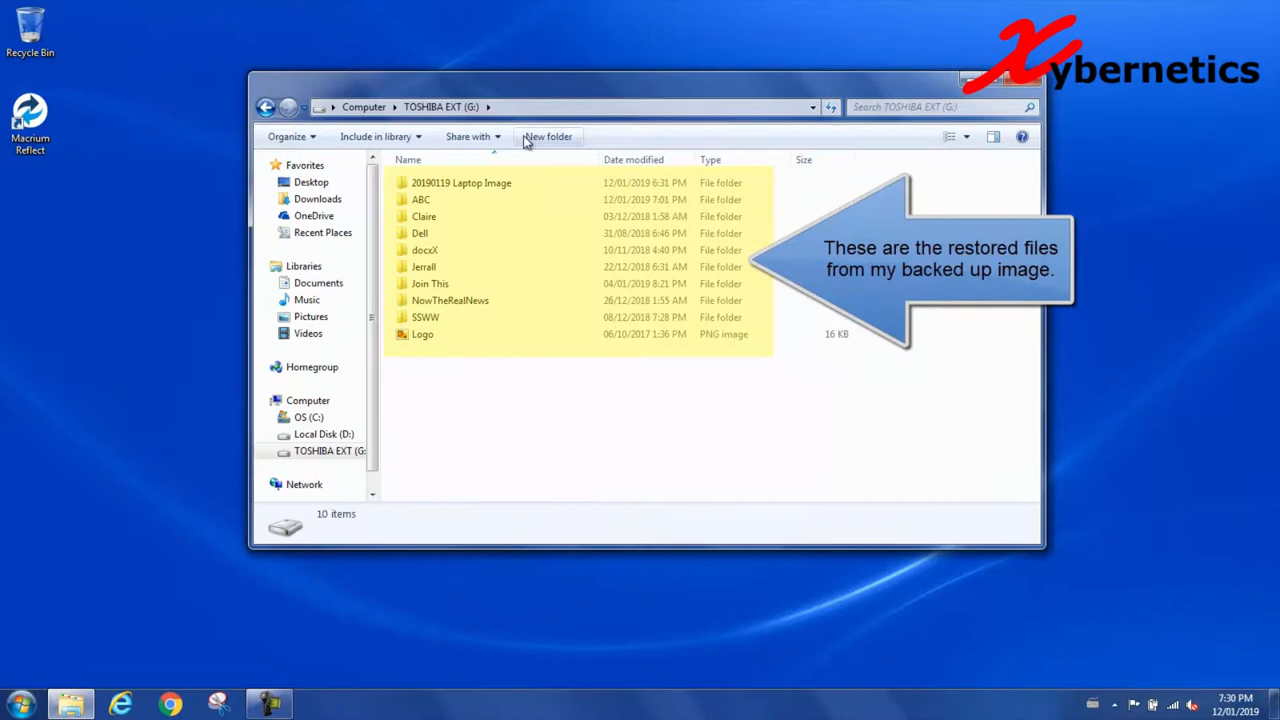 Recycle Bin
Macrium
Reflect
Xybernetics
Computer TOSHIBA EXT (G:)
Search TOSHIBA EXT (G:)
Organize Include in library Share with New folder
Name Date modified Type Size
Favorites
Desktop
Downloads
OneDrive
Recent Places
Libraries
Documents
Music
Pictures
Videos
Homegroup
Computer
OS (C:)
Local Disk (D:)
TOSHIBA EXT (G:
Network
20190119 Laptop Image 12/01/2019 6:31 PM File folder
ABC 12/01/2019 7:01 PM File folder
Claire 03/12/2018 1:58 AM File folder
Dell 31/08/2018 6:46 PM File folder
docxX 10/11/2018 4:40 PM File folder
Jerrall 22/12/2018 6:31 AM File folder
Join This 04/01/2019 8:21 PM File folder
NowTheRealNews 26/12/2018 1:55 AM File folder
SSWW 08/12/2018 7:28 PM File folder
Logo 06/10/2017 1:36 PM PNG image 16 KB
These are the restored files
from my backed up image.
10 items
7:30 PM
12/01/2019